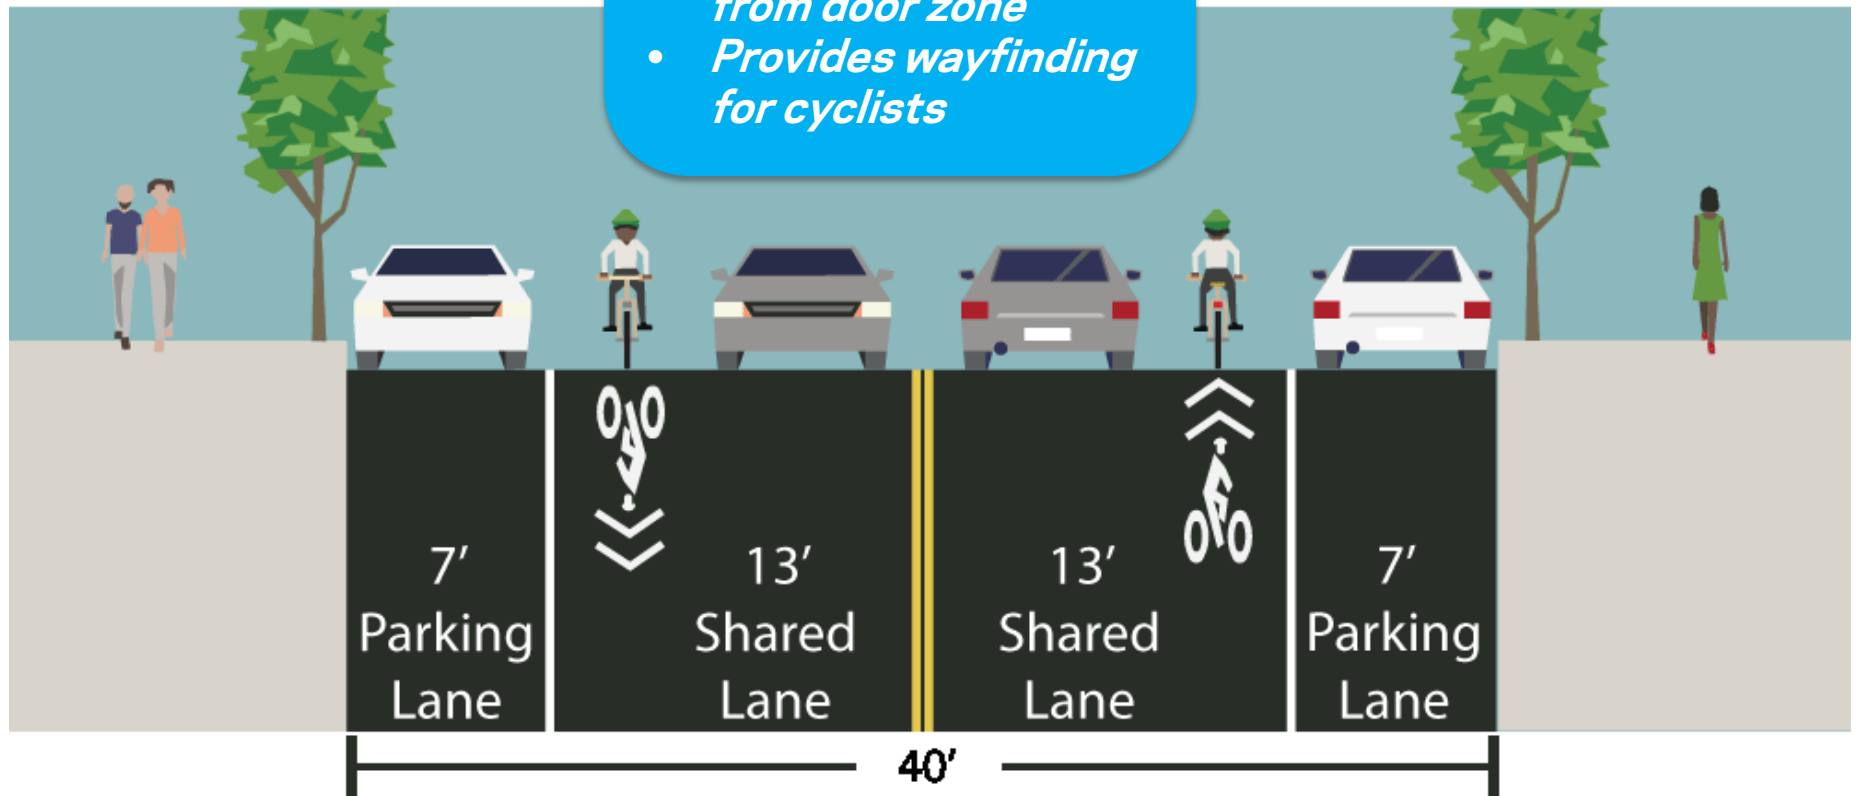 from door zone
• Provides wayfinding
for cyclists
7’
Parking
Lane
13’
Shared
Lane
13’
Shared
Lane
7’
Parking
Lane
40’